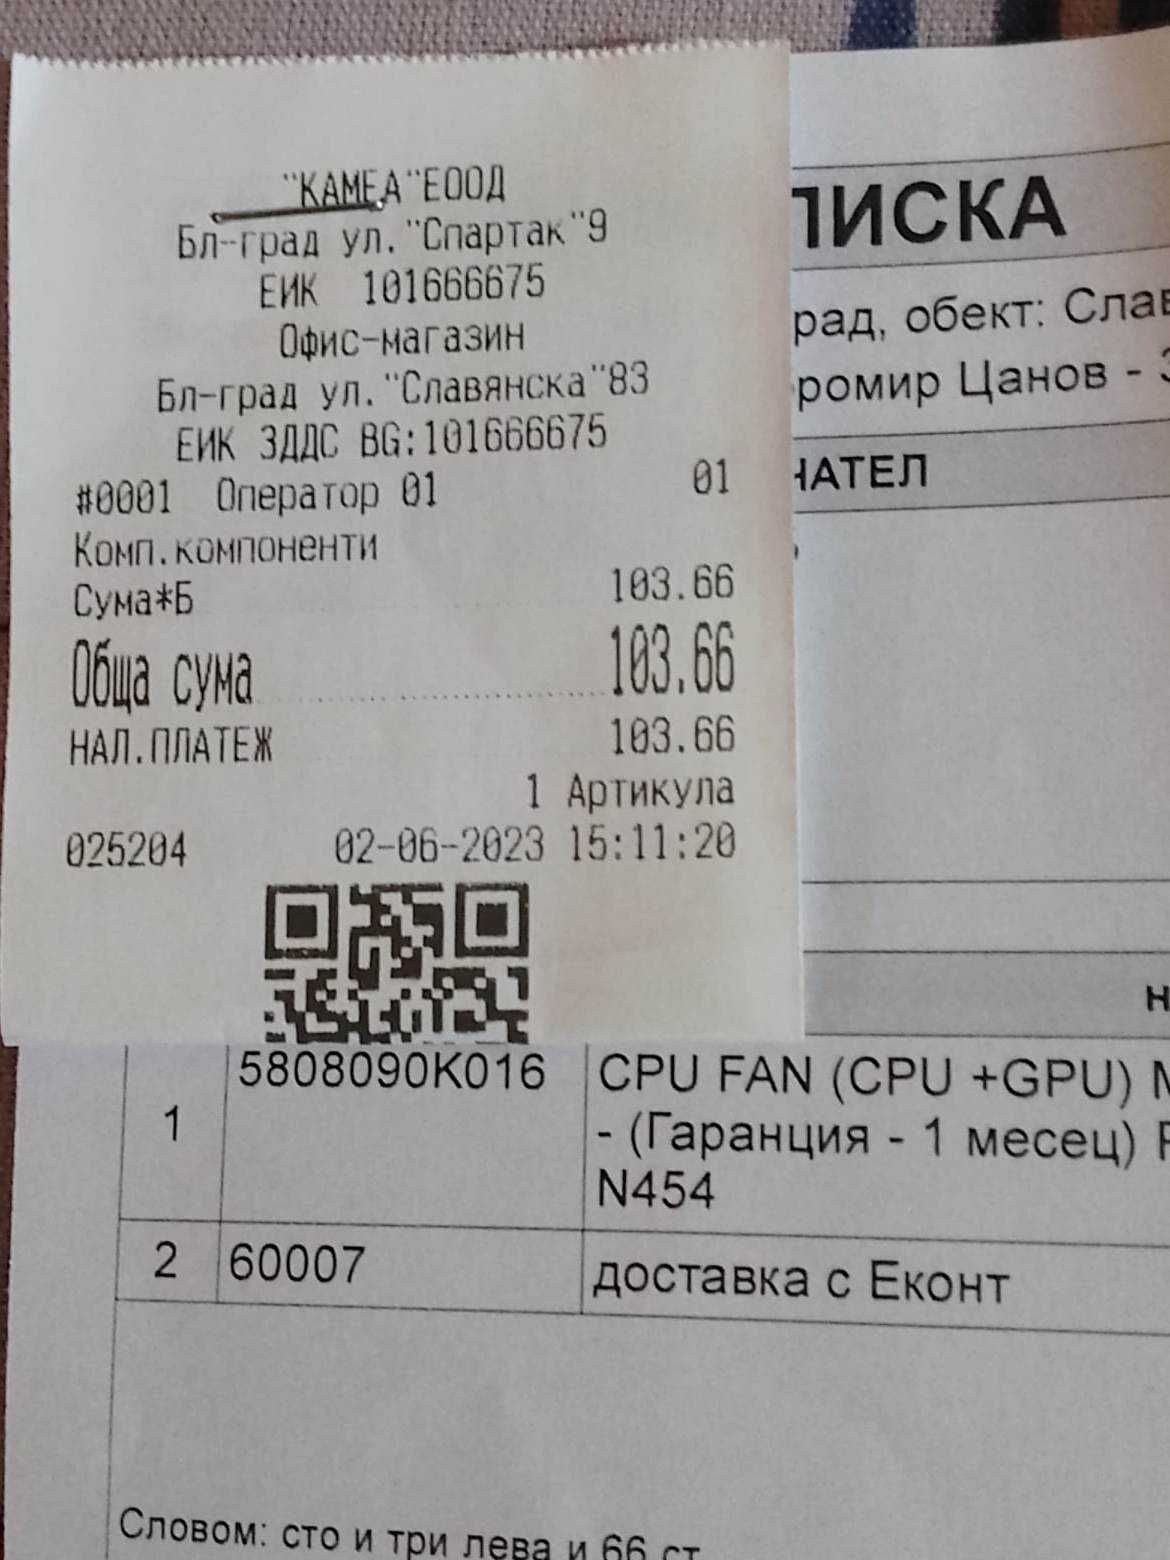 "КАМЕА"ЕООД
Бл-град ул."Спартак"9
ЕИК 101666675
Офис-магазин
Бл-град ул."Славянска"83
ЕИК ЗДДС BG:101666675
#0001 Оператор 01 01
Комп.компоненти
Сума*Б 103.66
Обща сума 103.66
НАЛ.ПЛАТЕЖ 103.66
1 Артикула
025204 02-06-2023 15:11:20
ПИСКА
рад, обект: Слав
ромир Цанов -
ЧАТЕЛ
Н
1 5808090K016 CPU FAN (CPU +GPU)
- (Гаранция - 1 месец)
N454
2 60007 доставка с Еконт
Словом: сто и три лева и 66 ст